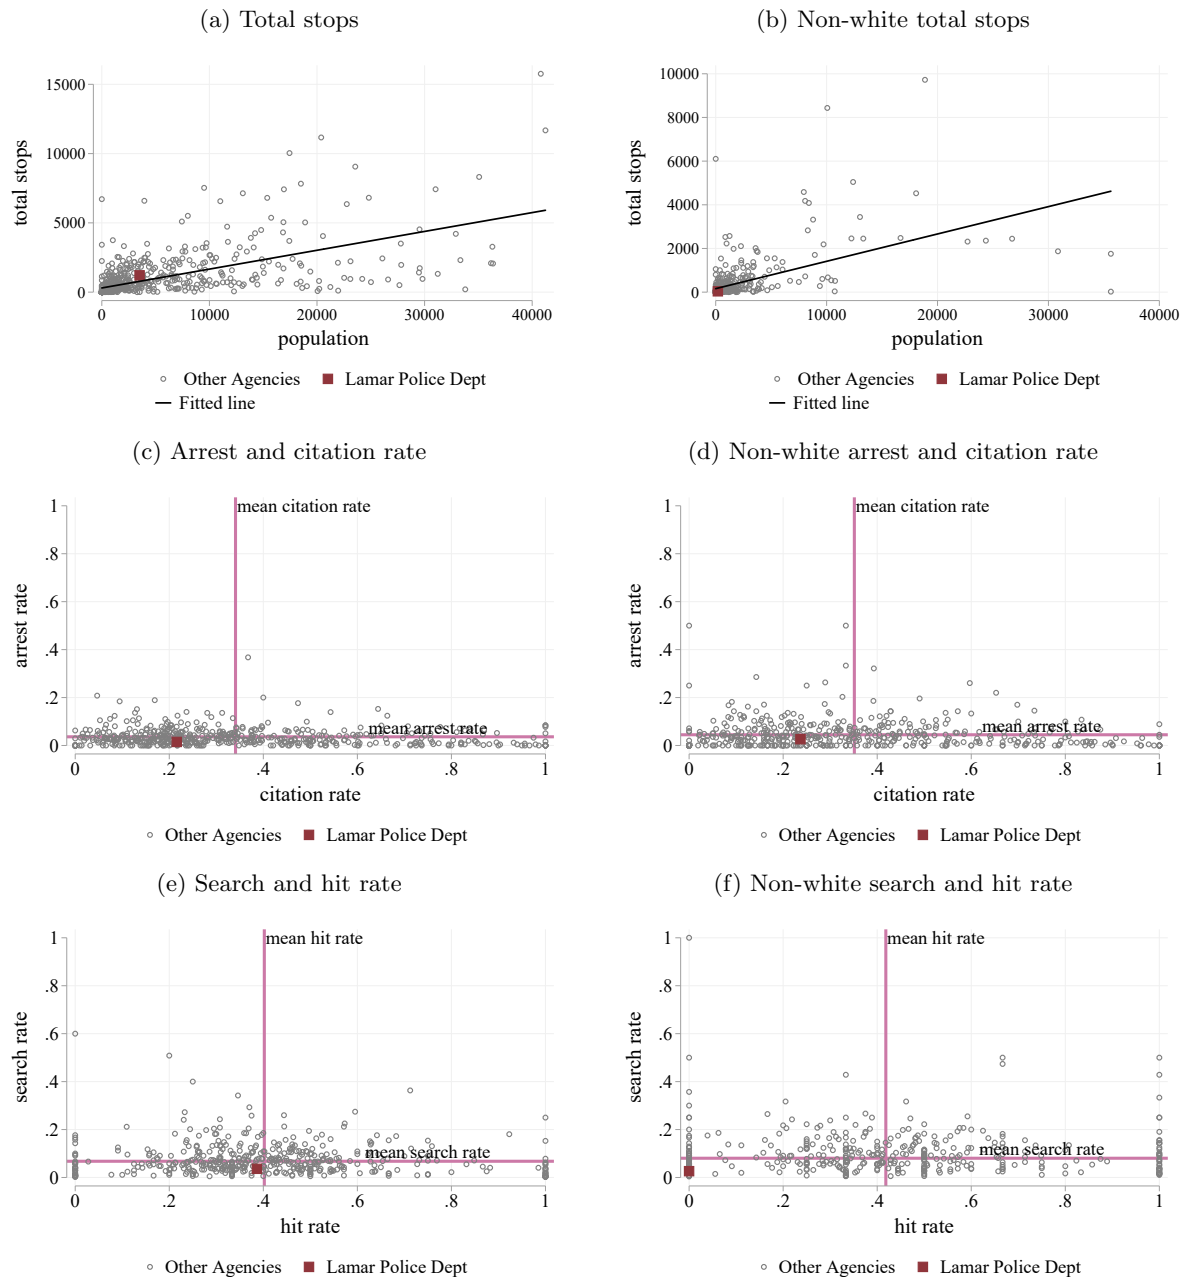 (a) Total stops
(b) Non-white total stops
total stops
15000
10000
5000
0
0 10000 20000 30000 40000
population
Other Agencies Lamar Police Dept
Fitted line
total stops
10000
8000
6000
4000
2000
0
0 10000 20000 30000 40000
population
Other Agencies Lamar Police Dept
Fitted line
(c) Arrest and citation rate
(d) Non-white arrest and citation rate
arrest rate
1
.8
.6
.4
.2
0
mean citation rate
mean arrest rate
0 .2 .4 .6 .8 1
citation rate
Other Agencies Lamar Police Dept
arrest rate
1
.8
.6
.4
.2
0
mean citation rate
mean arrest rate
0 .2 .4 .6 .8 1
citation rate
Other Agencies Lamar Police Dept
(e) Search and hit rate
(f) Non-white search and hit rate
search rate
1
.8
.6
.4
.2
0
mean hit rate
mean search rate
0 .2 .4 .6 .8 1
hit rate
Other Agencies Lamar Police Dept
search rate
1
.8
.6
.4
.2
0
mean hit rate
mean search rate
0 .2 .4 .6 .8 1
hit rate
Other Agencies Lamar Police Dept